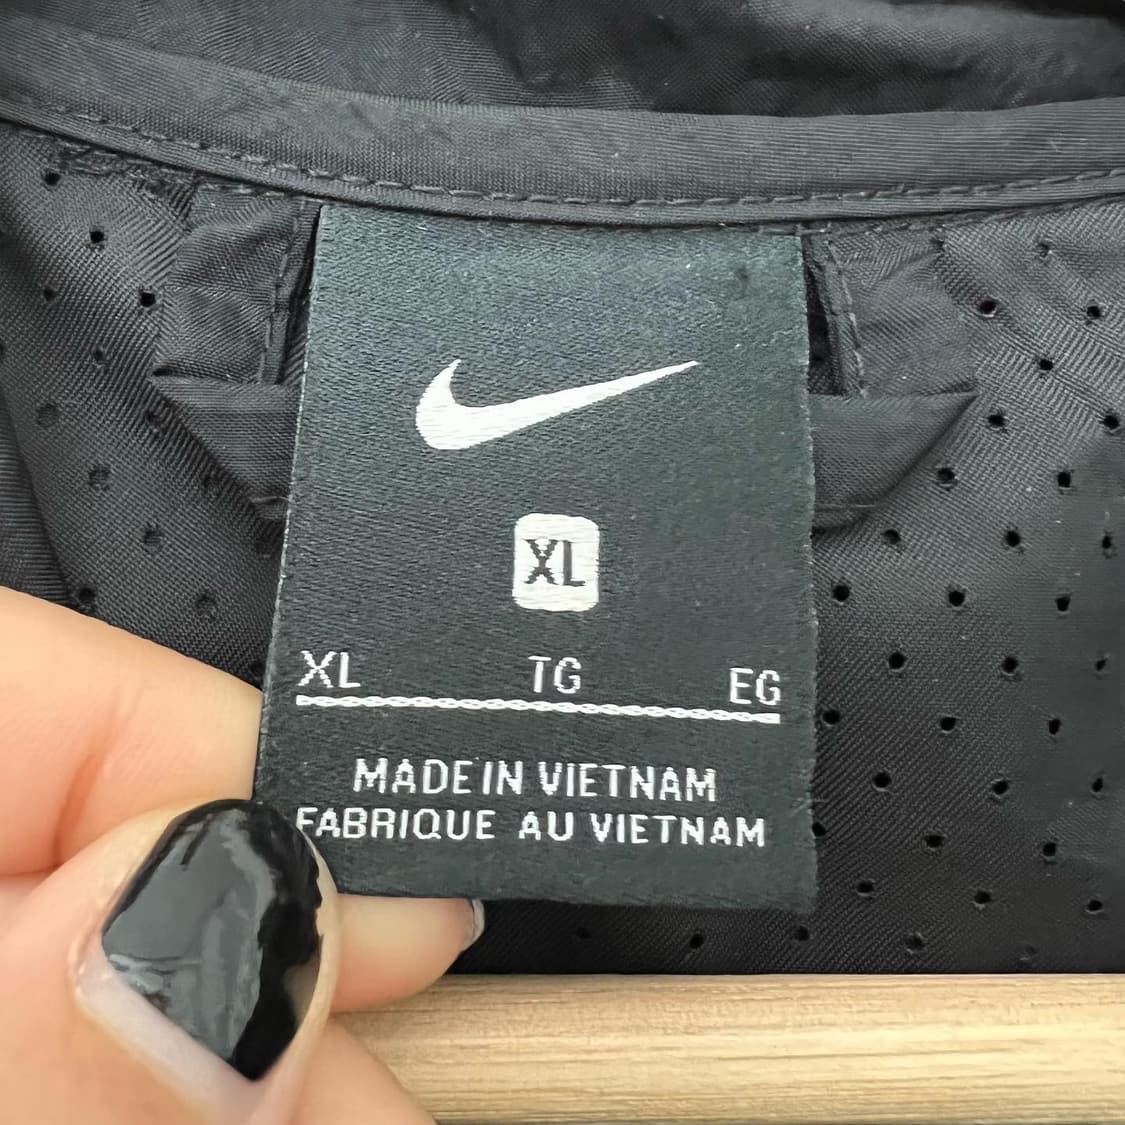 XL
XL TG EG
MADE IN VIETNAM
FABRIQUE AU VIETNAM